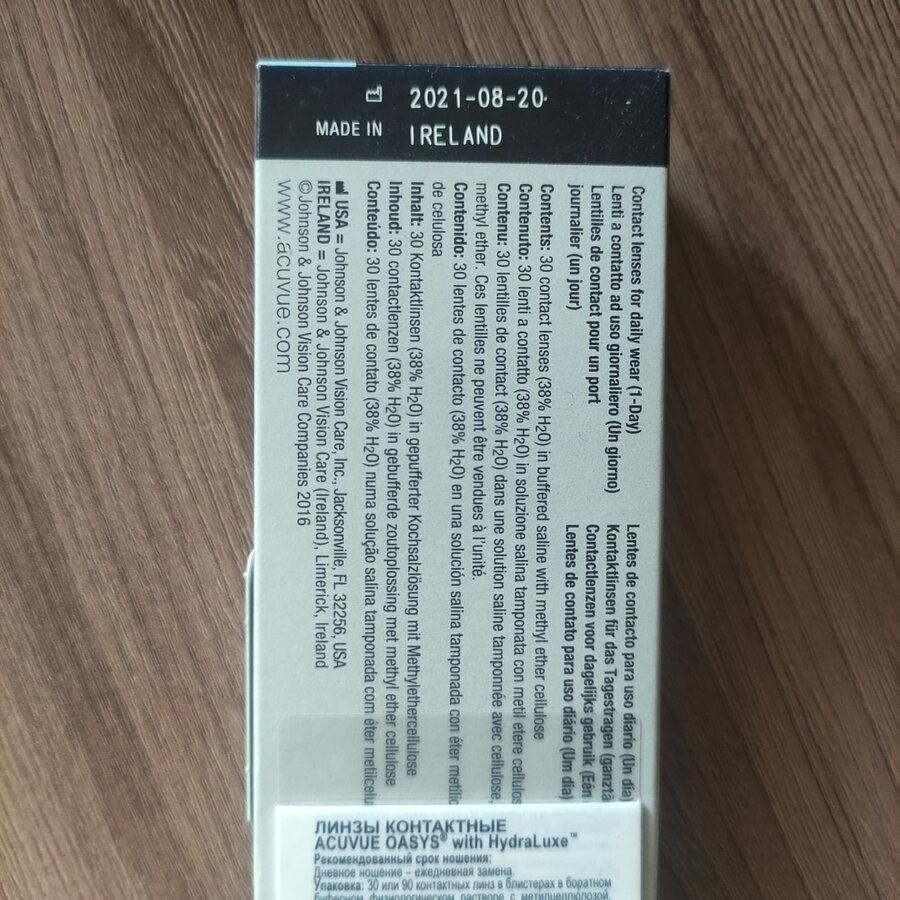 2021-08-20
MADE IN IRELAND
Contact lenses for daily wear (1-Day)
Lenti a contatto ad uso giornaliero (Un giorno)
Lentilles de contact pour un port
journalier (un jour)
Lentes de contacto para uso diario (Un día)
Kontaktlinsen für das Tagestragen (ganztä
Contactlenzen voor dagelijks gebruik (Eén
Lentes de contato para uso diário (Um dia)
Contents: 30 contact lenses (38% H2O) in buffered saline with methyl ether cellulose
Contenuto: 30 lenti a contatto (38% H2O) in soluzione salina tamponata con metil etere cellulos
Contenu: 30 lentilles de contact (38% H2O) dans une solution saline tamponnée avec cellulose,
methyl ether. Ces lentilles ne peuvent être vendues à l'unité.
Contenido: 30 lentes de contacto (38% H2O) en una solución salina tamponada con éter metílic
de celulosa
Inhalt: 30 Kontaktlinsen (38% H2O) in gepufferter Kochsalzlösung mit Methylethercellulose
Inhoud: 30 contactlenzen (38% H2O) in gebufferde zoutoplossing met methyl ether cellulose
Conteúdo: 30 lentes de contato (38% H2O) numa solução salina tamponada com éter metilcelu
USA = Johnson & Johnson Vision Care, Inc., Jacksonville, FL 32256, USA
IRELAND = Johnson & Johnson Vision Care (Ireland), Limerick, Ireland
©Johnson & Johnson Vision Care Companies 2016
www.acuvue.com
ЛИНЗЫ КОНТАКТНЫЕ
ACUVUE OASYS® with HydraLuxe™
Рекомендованный срок ношения:
Дневное ношение – ежедневная замена.
Упаковка: 30 или 90 контактных линз в блистерах в боратном
буферном физиологическом растворе с метилцеллюлозой.